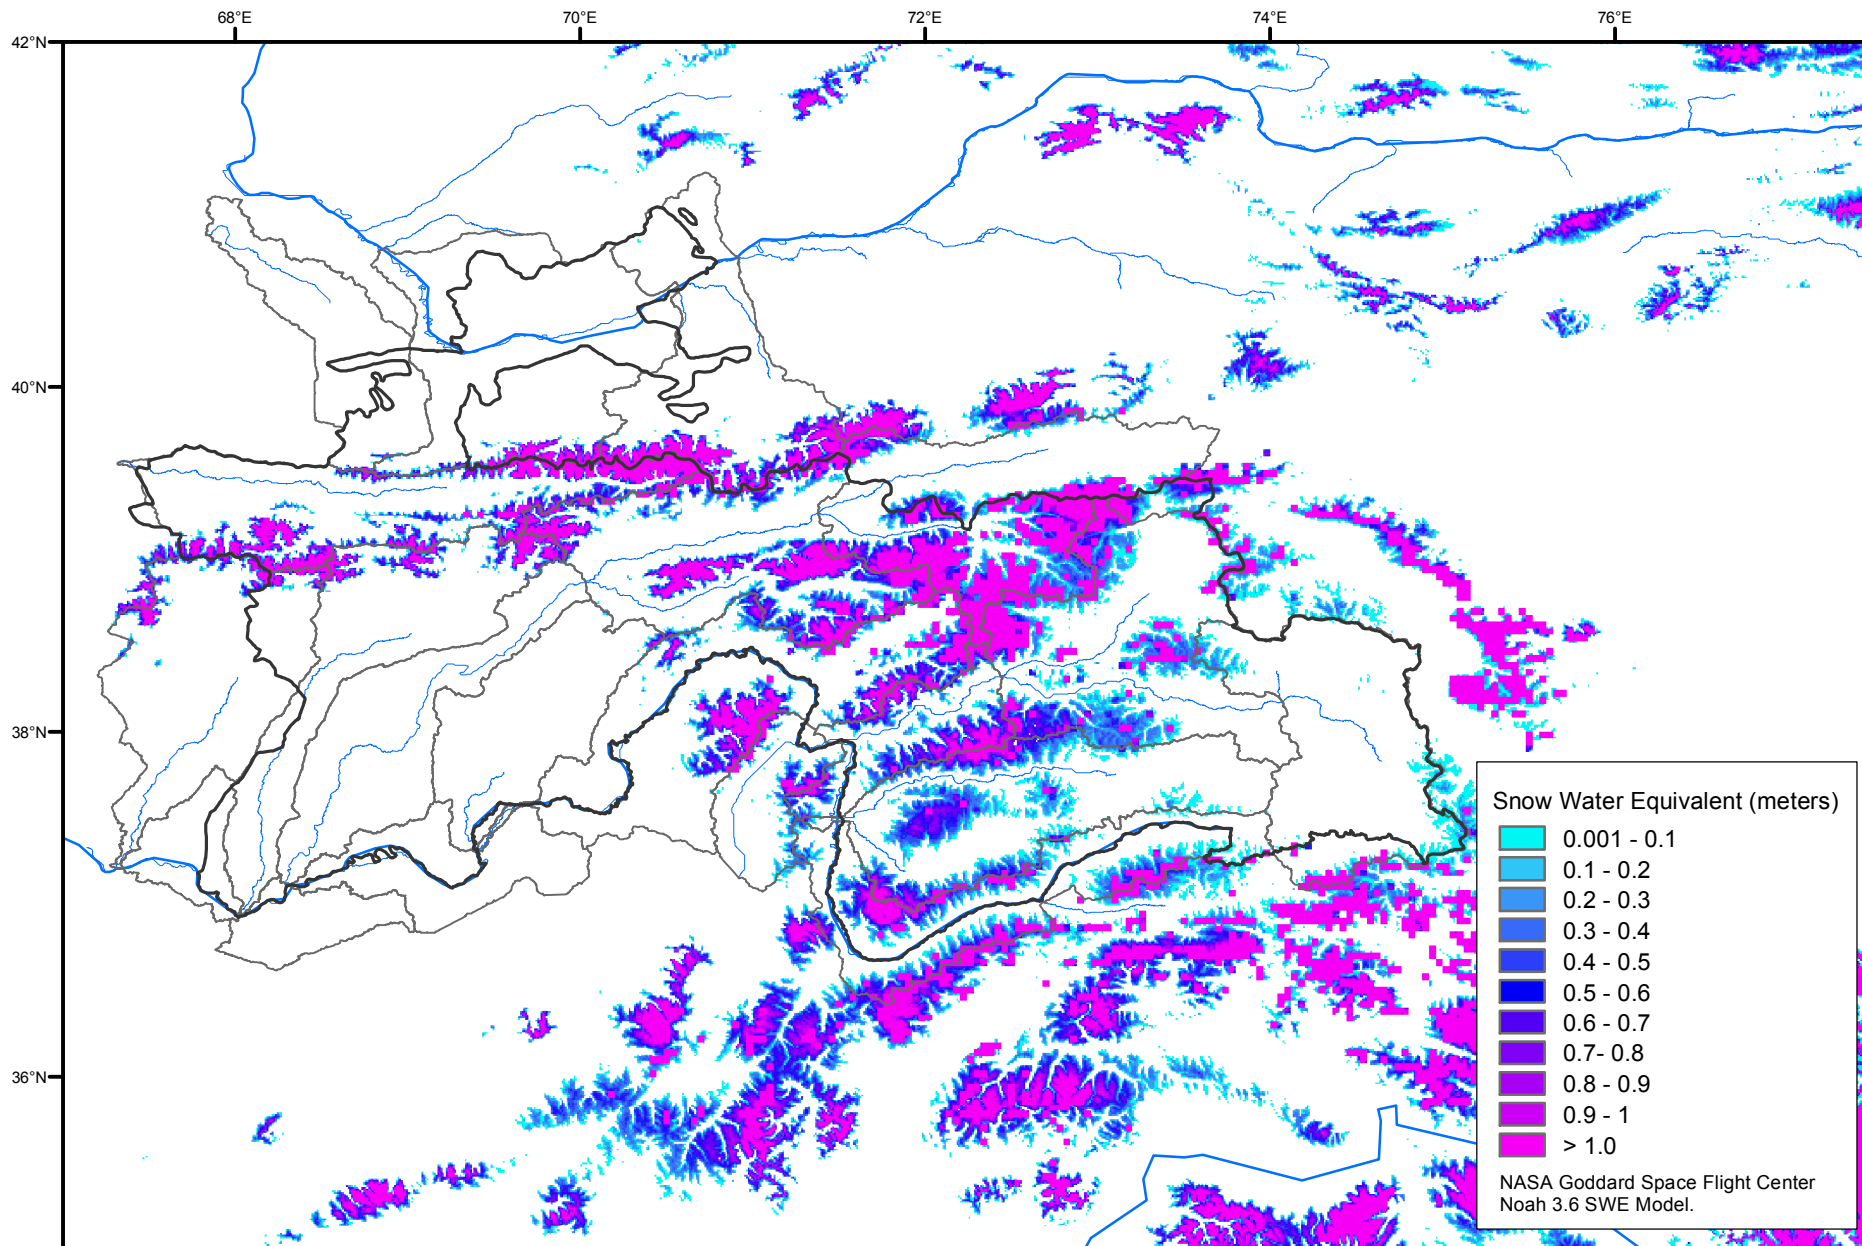 68°E
70°E
72°E
74°E
76°E
42°N
40°N
38°N
36°N
Snow Water Equivalent (meters)
0.001 - 0.1
0.1 - 0.2
0.2 - 0.3
0.3 - 0.4
0.4 - 0.5
0.5 - 0.6
0.6 - 0.7
0.7- 0.8
0.8 - 0.9
0.9 - 1
> 1.0
NASA Goddard Space Flight Center
Noah 3.6 SWE Model.